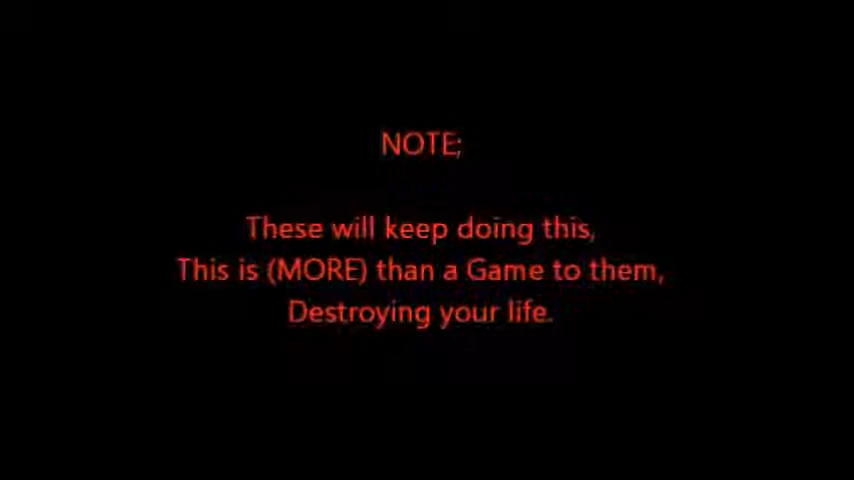 NOTE;
These will keep doing this,
This is (MORE) than a Game to them,
Destroying your life.